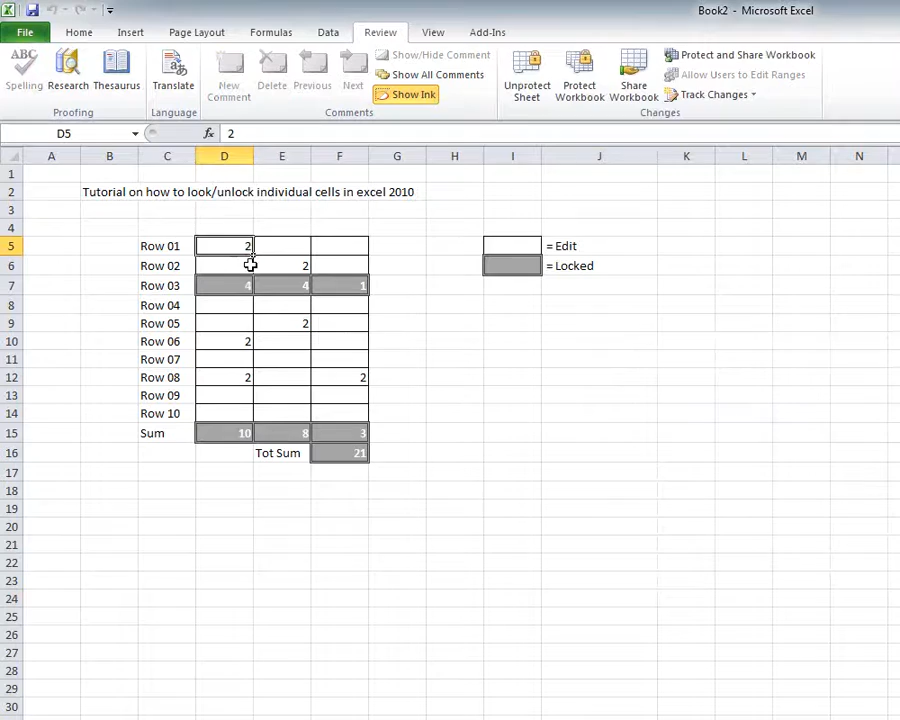 Book2 - Microsoft Excel
File Home Insert Page Layout Formulas Data Review View Add-Ins
ABC
Spelling Research Thesaurus
Proofing
Translate
Language
New Comment Delete Previous Next
Show/Hide Comment
Show All Comments
Show Ink
Comments
Unprotect Sheet Protect Workbook Share Workbook
Protect and Share Workbook
Allow Users to Edit Ranges
Track Changes
Changes
D5 fx 2
A B C D E F G H I J K L M N
1
2 Tutorial on how to look/unlock individual cells in excel 2010
3
4
5 Row 01 2 = Edit
6 Row 02 2 = Locked
7 Row 03 4 4 1
8 Row 04
9 Row 05 2
10 Row 06 2
11 Row 07
12 Row 08 2 2
13 Row 09
14 Row 10
15 Sum 10 8 3
16 Tot Sum 21
17
18
19
20
21
22
23
24
25
26
27
28
29
30